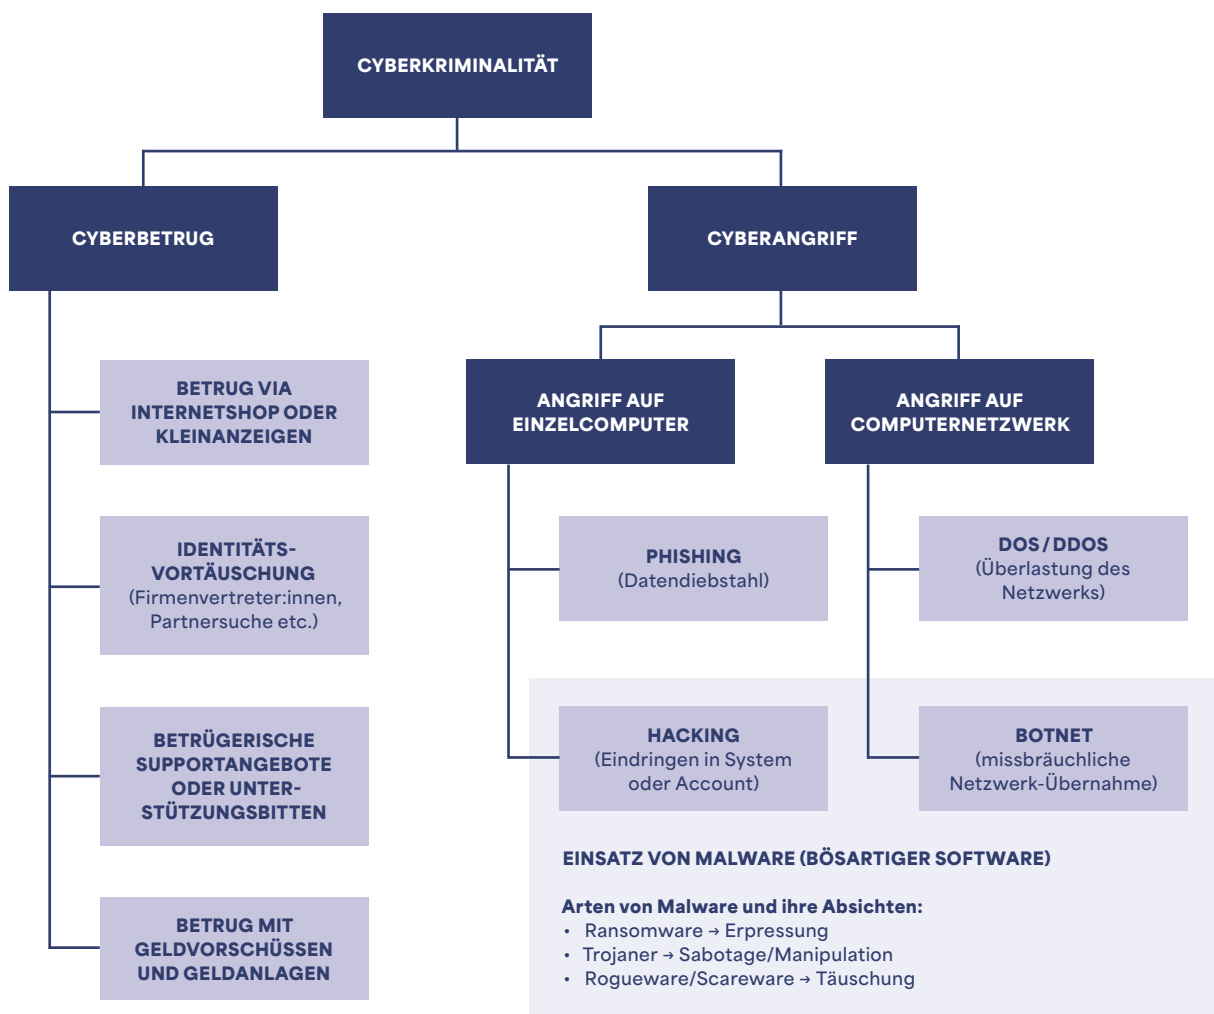 CYBERKRIMINALITÄT
CYBERBETRUG
CYBERANGRIFF
BETRUG VIA
INTERNETSHOP ODER
KLEINANZEIGEN
IDENTITÄTS-
VORTÄUSCHUNG
(Firmenvertreter:innen,
Partnersuche etc.)
BETRÜGERISCHE
SUPPORTANGEBOTE
ODER UNTER-
STÜTZUNGSBITTEN
BETRUG MIT
GELDVORSCHÜSSEN
UND GELDANLAGEN
ANGRIFF AUF
EINZELCOMPUTER
PHISHING
(Datendiebstahl)
HACKING
(Eindringen in System
oder Account)
ANGRIFF AUF
COMPUTERNETZWERK
DOS / DDOS
(Überlastung des
Netzwerks)
BOTNET
(missbräuchliche
Netzwerk-Übernahme)
EINSATZ VON MALWARE (BÖSARTIGER SOFTWARE)
Arten von Malware und ihre Absichten:
• Ransomware → Erpressung
• Trojaner → Sabotage/Manipulation
• Rogueware/Scareware → Täuschung